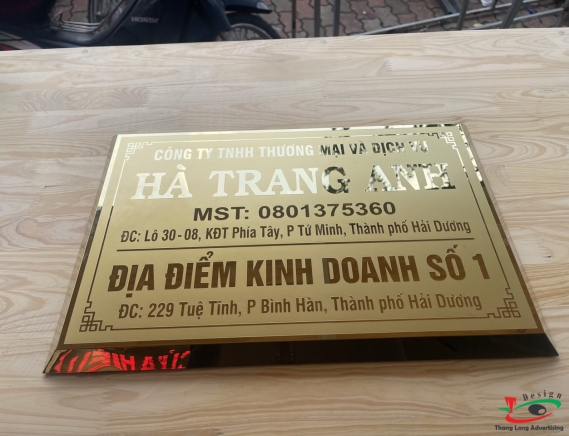 HONDA
CÔNG TY TNHH THƯƠNG MẠI VÀ DỊCH VỤ
HÀ TRANG ANH
MST: 0801375360
ĐC: Lô 30-08, KĐT Phía Tây, P Tứ Minh, Thành phố Hải Dương
ĐỊA ĐIỂM KINH DOANH SỐ 1
ĐC: 229 Tuệ Tĩnh, P Bình Hàn, Thành phố Hải Dương
Design
Thang Long Advertising